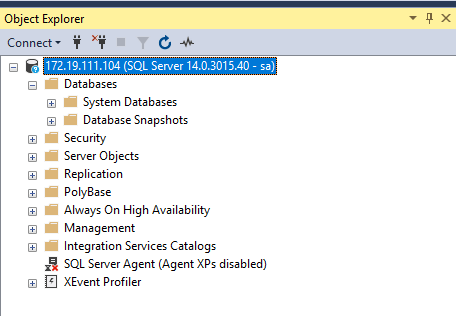 Object Explorer
Connect
172.19.111.104 (SQL Server 14.0.3015.40 - sa)
Databases
System Databases
Database Snapshots
Security
Server Objects
Replication
PolyBase
Always On High Availability
Management
Integration Services Catalogs
SQL Server Agent (Agent XPs disabled)
XEvent Profiler